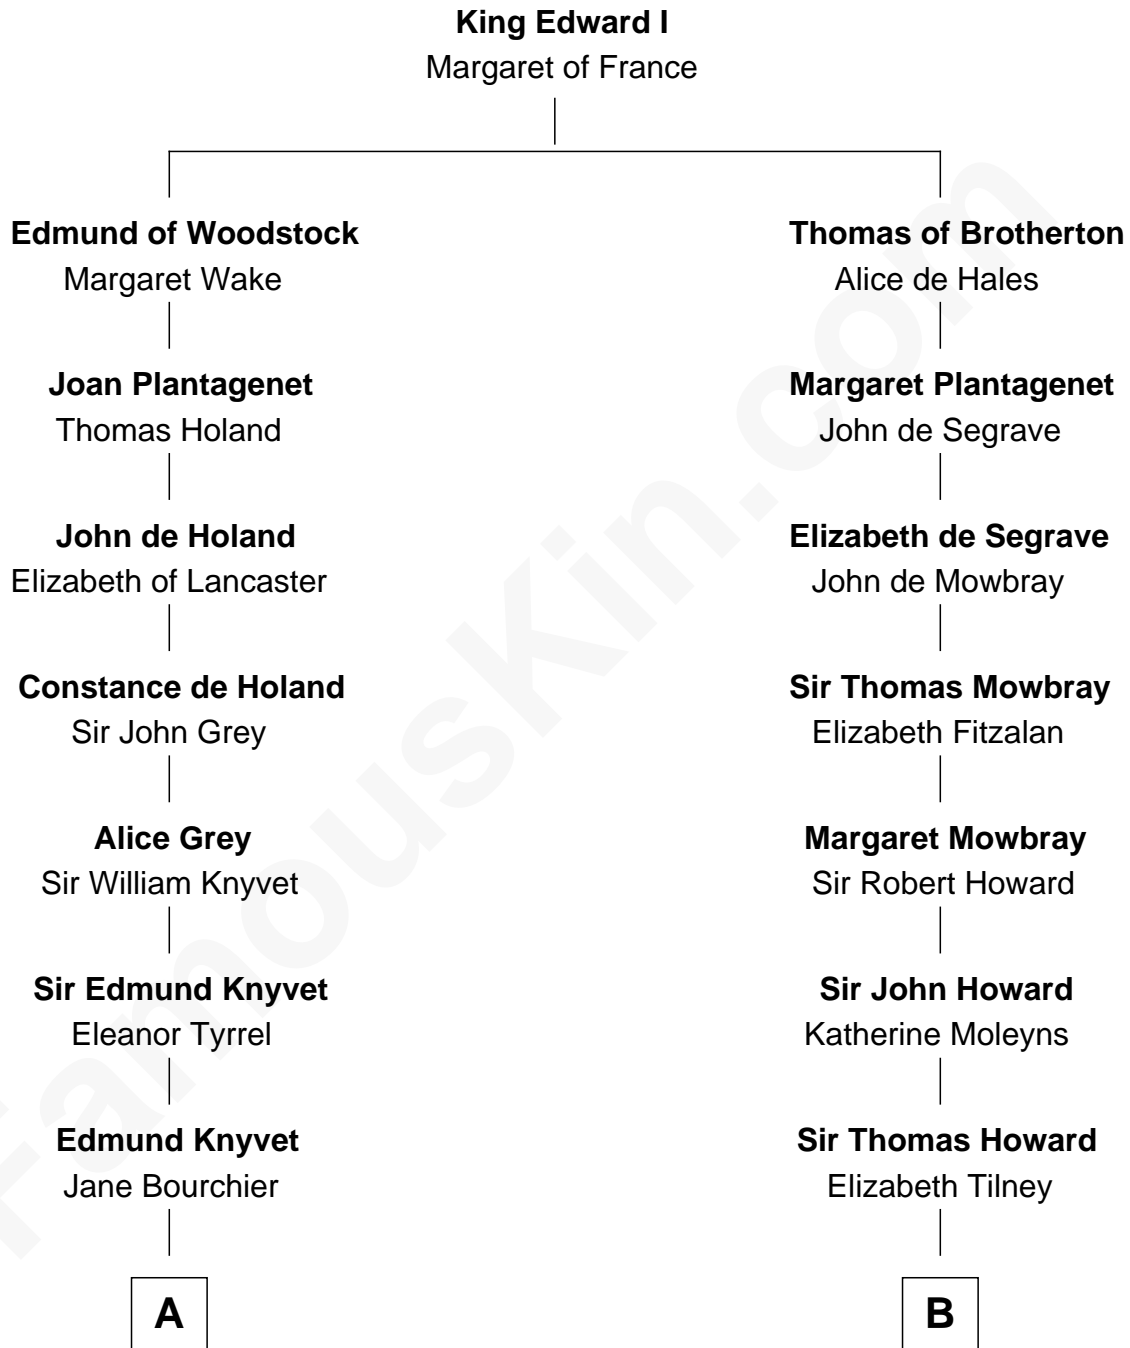 King Edward I
Margaret of France
Edmund of Woodstock
Margaret Wake
Thomas of Brotherton
Alice de Hales
Joan Plantagenet
Thomas Holand
Margaret Plantagenet
John de Segrave
John de Holand
Elizabeth of Lancaster
Elizabeth de Segrave
John de Mowbray
Constance de Holand
Sir John Grey
Sir Thomas Mowbray
Elizabeth Fitzalan
Alice Grey
Sir William Knyvet
Margaret Mowbray
Sir Robert Howard
Sir Edmund Knyvet
Eleanor Tyrrel
Sir John Howard
Katherine Moleyns
Edmund Knyvet
Jane Bourchier
Sir Thomas Howard
Elizabeth Tilney
A
B
FamousKin.com